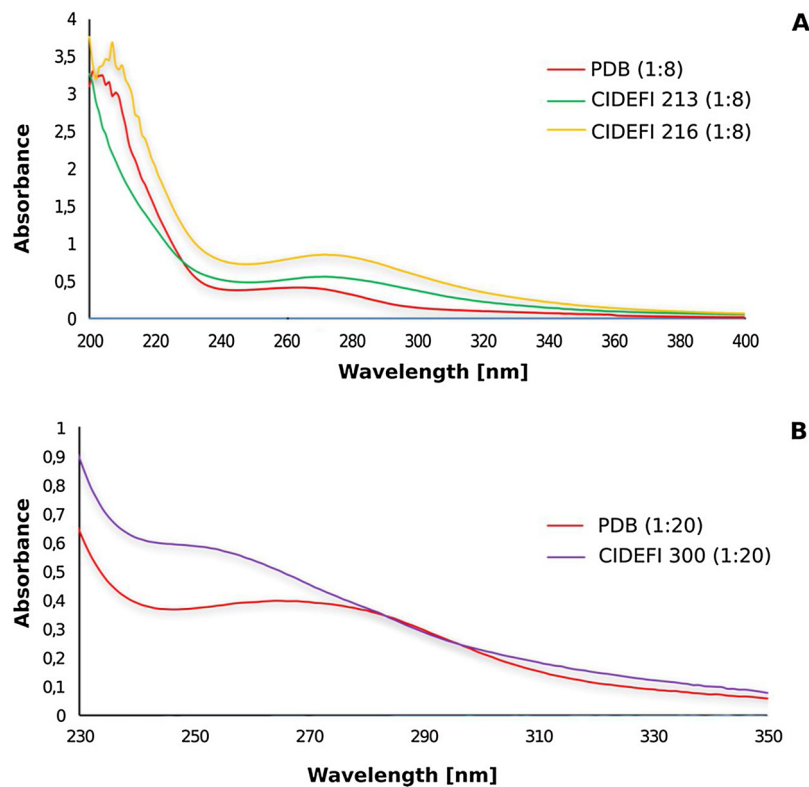 A
4
3,5
3
2,5
2
1,5
1
0,5
0
Absorbance
PDB (1:8)
CIDEFI 213 (1:8)
CIDEFI 216 (1:8)
200 220 240 260 280 300 320 340 360 380 400
Wavelength [nm]
B
1
0,9
0,8
0,7
0,6
0,5
0,4
0,3
0,2
0,1
0
Absorbance
PDB (1:20)
CIDEFI 300 (1:20)
230 250 270 290 310 330 350
Wavelength [nm]